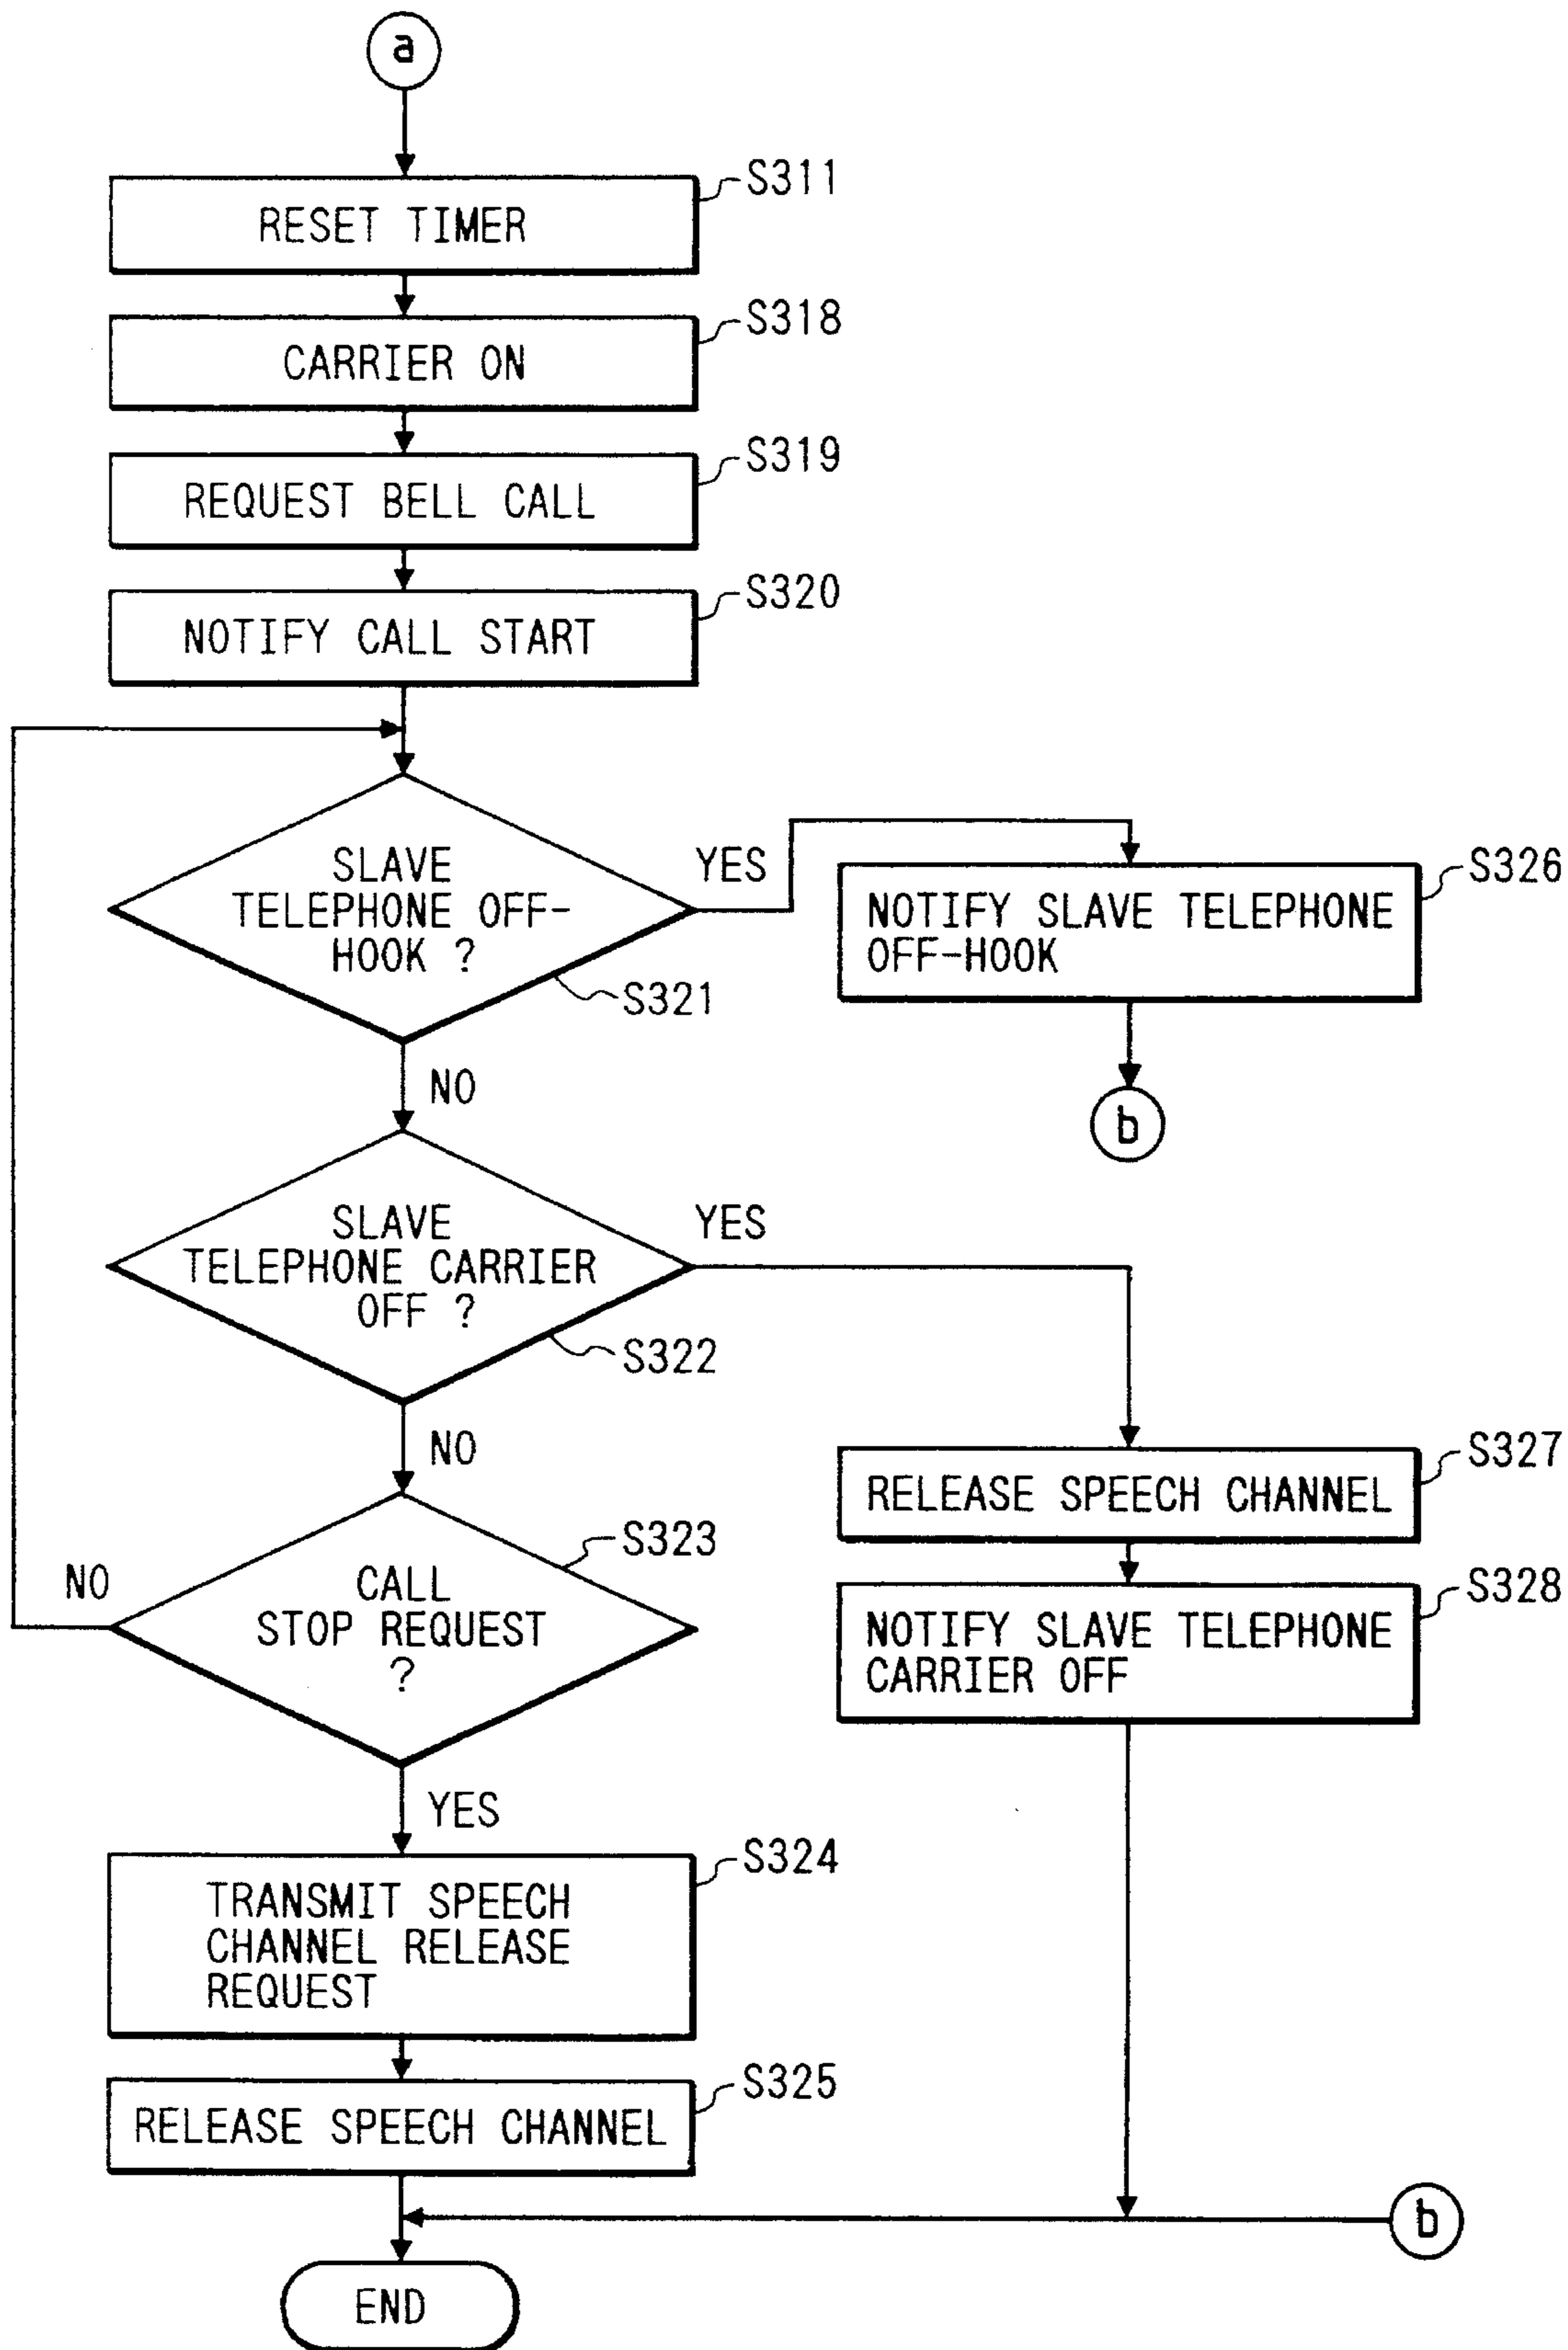 a
S311
RESET TIMER
S318
CARRIER ON
S319
REQUEST BELL CALL
S320
NOTIFY CALL START
SLAVE
TELEPHONE OFF-
HOOK ?
YES
S321
S326
NOTIFY SLAVE TELEPHONE
OFF-HOOK
NO
b
SLAVE
TELEPHONE CARRIER
OFF ?
YES
S322
NO
S327
RELEASE SPEECH CHANNEL
S323
CALL
STOP REQUEST
?
NO
S328
NOTIFY SLAVE TELEPHONE
CARRIER OFF
YES
S324
TRANSMIT SPEECH
CHANNEL RELEASE
REQUEST
S325
RELEASE SPEECH CHANNEL
b
END